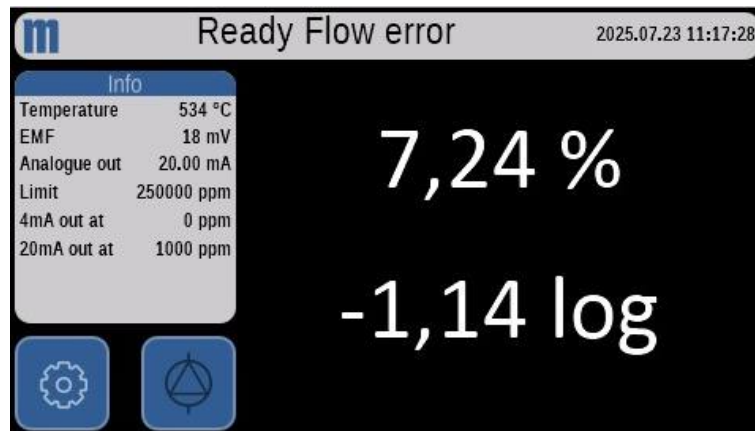 m Ready Flow error 2025.07.23 11:17:28
Info
Temperature 534 °C
EMF 18 mV
Analogue out 20.00 mA
Limit 250000 ppm
4mA out at 0 ppm
20mA out at 1000 ppm
7,24 %
-1,14 log